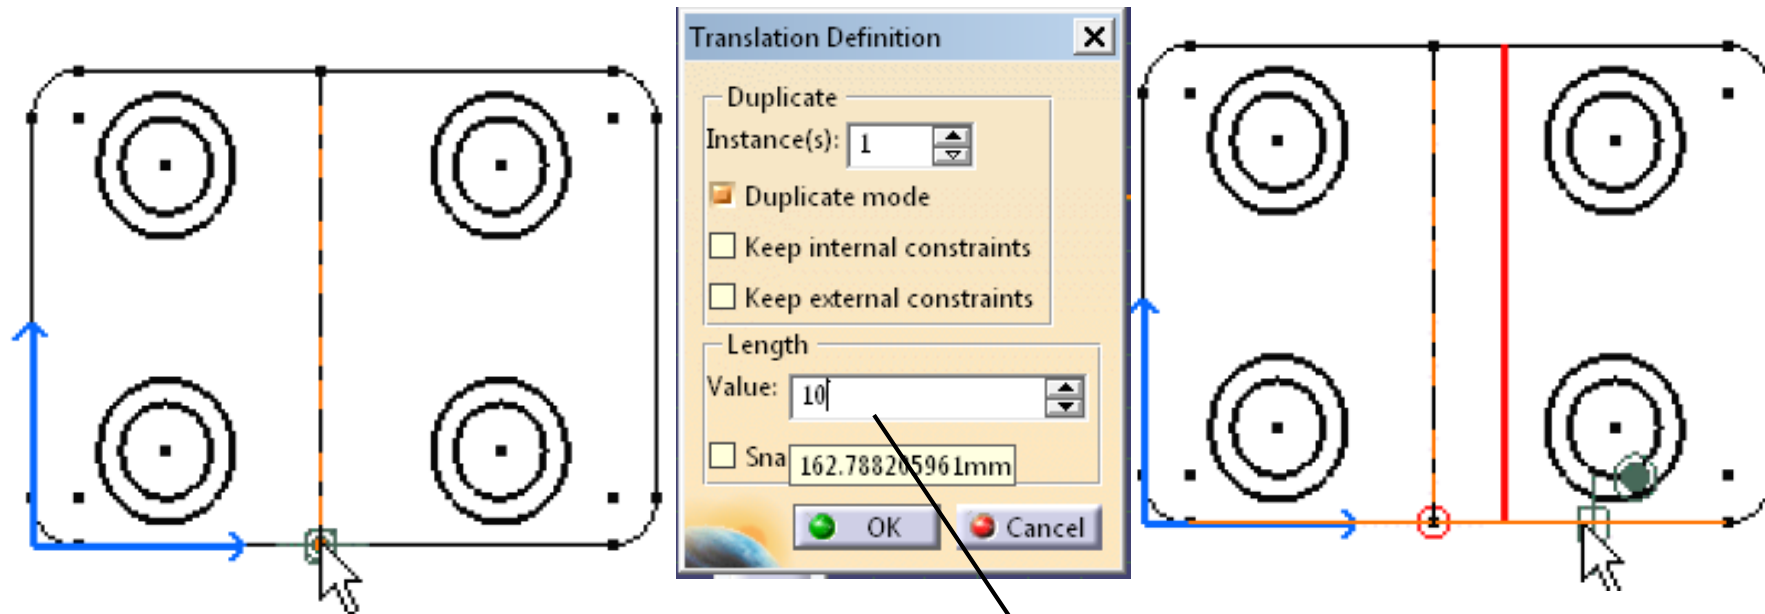 Translation Definition
Duplicate
Instance(s): 1
Duplicate mode
Keep internal constraints
Keep external constraints
Length
Value: 10
Sna 162.788205961mm
OK Cancel